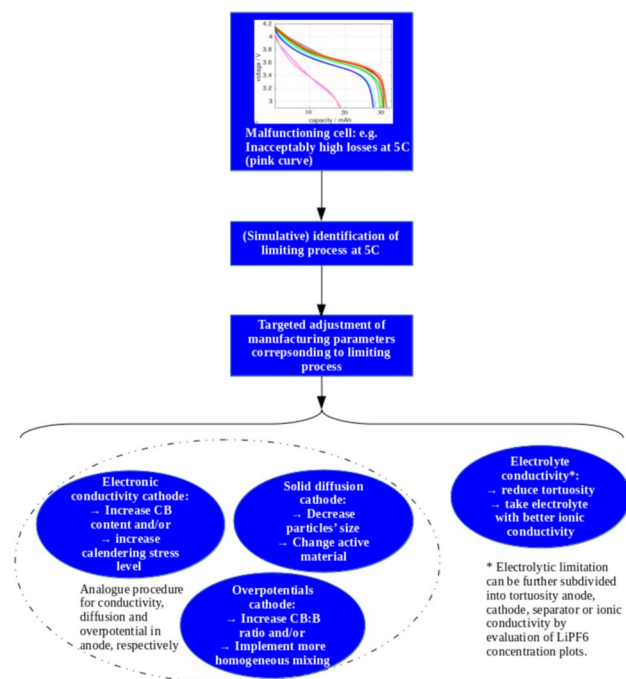 4.2
4
3.8
3.6
3.4
3.2
3
voltage / V
10
20
30
capacity / mAh
Malfunctioning cell: e.g.
Inacceptably high losses at 5C
(pink curve)
(Simulative) identification of
limiting process at 5C
Targeted adjustment of
manufacturing parameters
correpsonding to limiting
process
Electronic
conductivity cathode:
→ Increase CB
content and/or
→ increase
calendering stress
level
Solid diffusion
cathode:
→ Decrease
particles' size
→ Change active
material
Electrolyte
conductivity*:
→ reduce tortuosity
→ take electrolyte
with better ionic
conductivity
Analogue procedure
for conductivity,
diffusion and
overpotential in
anode, respectively
Overpotentials
cathode:
→ Increase CB:B
ratio and/or
→ Implement more
homogeneous mixing
* Electrolytic limitation
can be further subdivided
into tortuosity anode,
cathode, separator or ionic
conductivity by
evaluation of LiPF6
concentration plots.